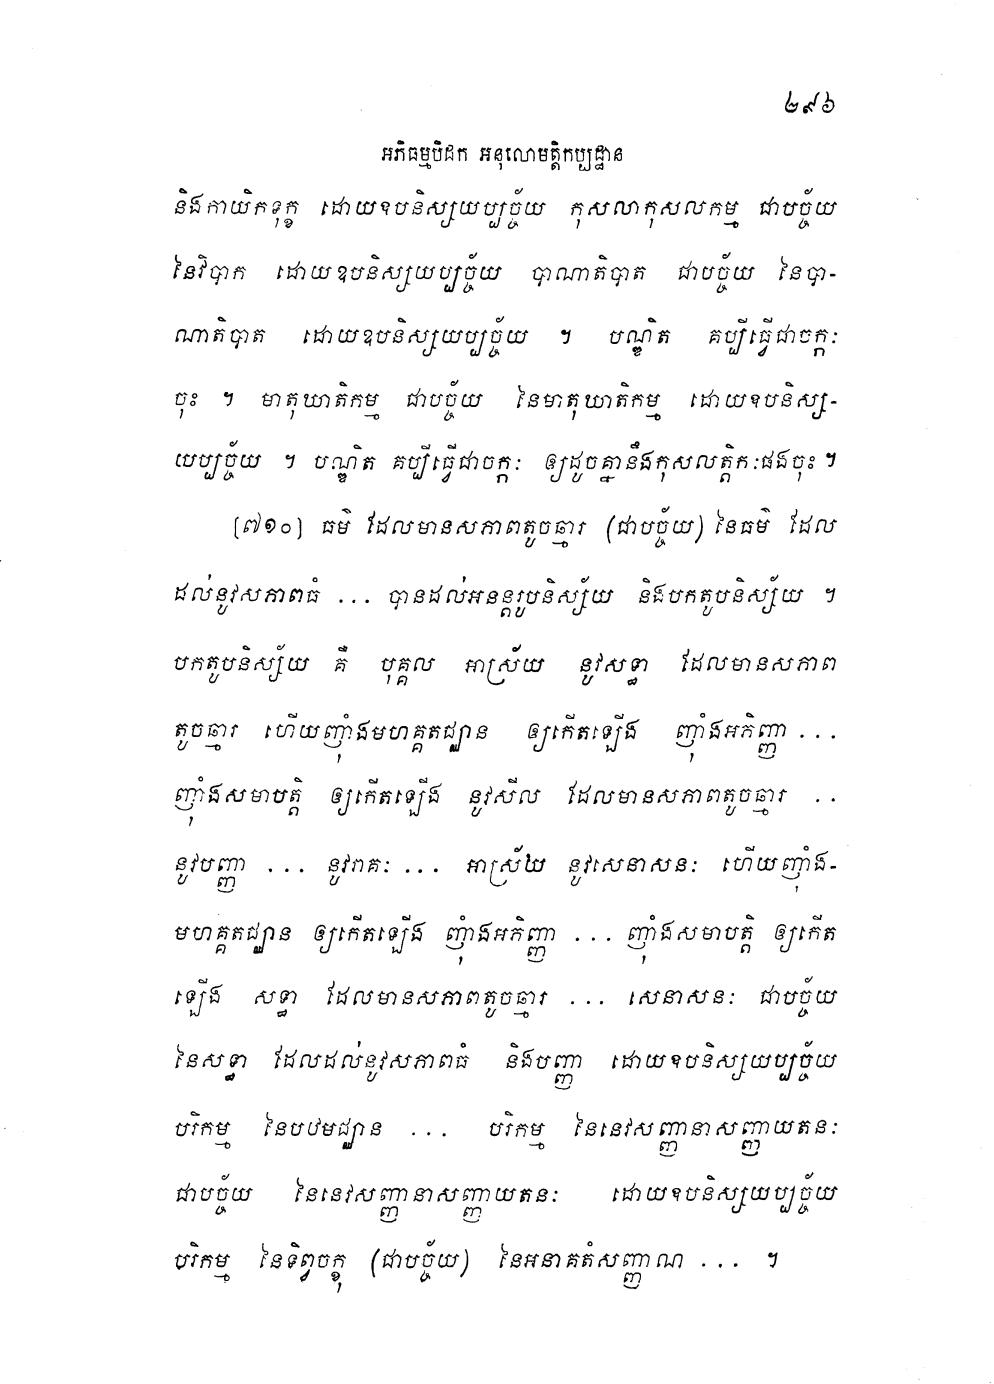 ២៩៦
អភិធម្មបិដក អនុលោមត្តិកប្បដ្ឋាន
និងកាយិកទុក្ខ ដោយឧបនិស្សយប្បច្ច័យ កុសលាកុសលកម្ម ជាបច្ច័យ
នៃវិបាក ដោយឧបនិស្សយប្បច្ច័យ បាណាតិបាត ជាបច្ច័យ នៃបា-
ណាតិបាត ដោយឧបនិស្សយប្បច្ច័យ ។ បណ្ឌិត គប្បីធ្វើជាចក្កៈ
ចុះ ។ មាតុឃាតិកម្ម ជាបច្ច័យ នៃមាតុឃាតិកម្ម ដោយឧបនិស្ស-
យប្បច្ច័យ ។ បណ្ឌិត គប្បីធ្វើជាចក្កៈ ឲ្យដូចគ្នានឹងកុសលត្តិកៈផងចុះ ។
[៧១០] ធម៌ ដែលមានសភាពតូចឆ្មារ (ជាបច្ច័យ) នៃធម៌ ដែល
ដល់នូវសភាពធំ ... បានដល់អនន្តរូបនិស្ស័យ និងបកតូបនិស្ស័យ ។
បកតូបនិស្ស័យ គឺ បុគ្គល អាស្រ័យ នូវសទ្ធា ដែលមានសភាព
តូចឆ្មារ ហើយញុំាងមហគ្គតជ្ឈាន ឲ្យកើតឡើង ញុំាងអភិញ្ញា ...
ញុំាងសមាបត្តិ ឲ្យកើតឡើង នូវសីល ដែលមានសភាពតូចឆ្មារ ..
នូវបញ្ញា ... នូវរាគៈ ... អាស្រ័យ នូវសេនាសនៈ ហើយញុំាង-
មហគ្គតជ្ឈាន ឲ្យកើតឡើង ញុំាងអភិញ្ញា ... ញុំាងសមាបត្តិ ឲ្យកើត
ឡើង សទ្ធា ដែលមានសភាពតូចឆ្មារ ... សេនាសនៈ ជាបច្ច័យ
នៃសទ្ធា ដែលដល់នូវសភាពធំ និងបញ្ញា ដោយឧបនិស្សយប្បច្ច័យ
បរិកម្ម នៃបឋមជ្ឈាន ... បរិកម្ម នៃនេវសញ្ញានាសញ្ញាយតនៈ
ជាបច្ច័យ នៃនេវសញ្ញានាសញ្ញាយតនៈ ដោយឧបនិស្សយប្បច្ច័យ
បរិកម្ម នៃទិព្វចក្ខុ (ជាបច្ច័យ) នៃអនាគតំសញ្ញាណ ... ។